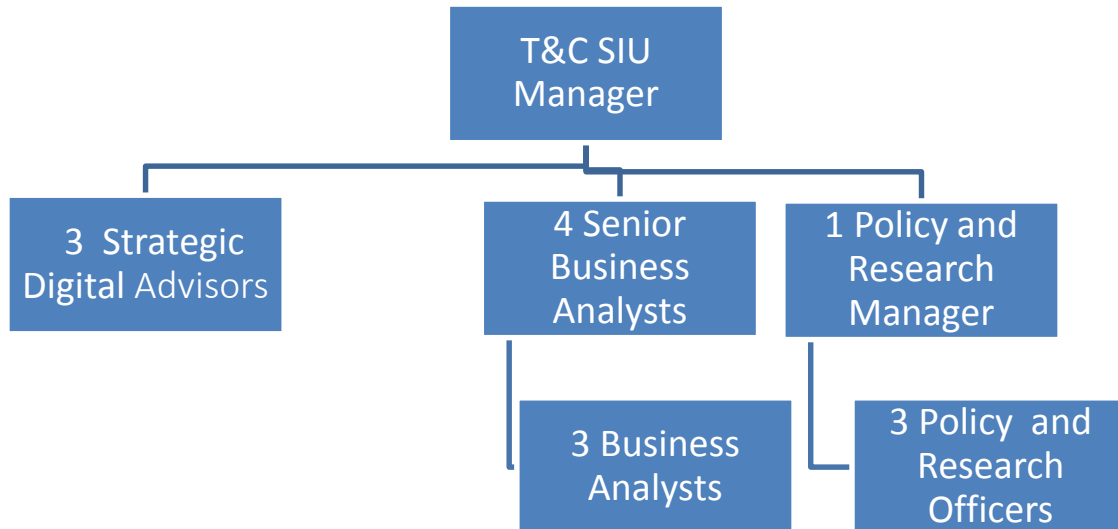 T&C SIU
Manager
3 Strategic
Digital Advisors
4 Senior
Business
Analysts
1 Policy and
Research
Manager
3 Business
Analysts
3 Policy and
Research
Officers